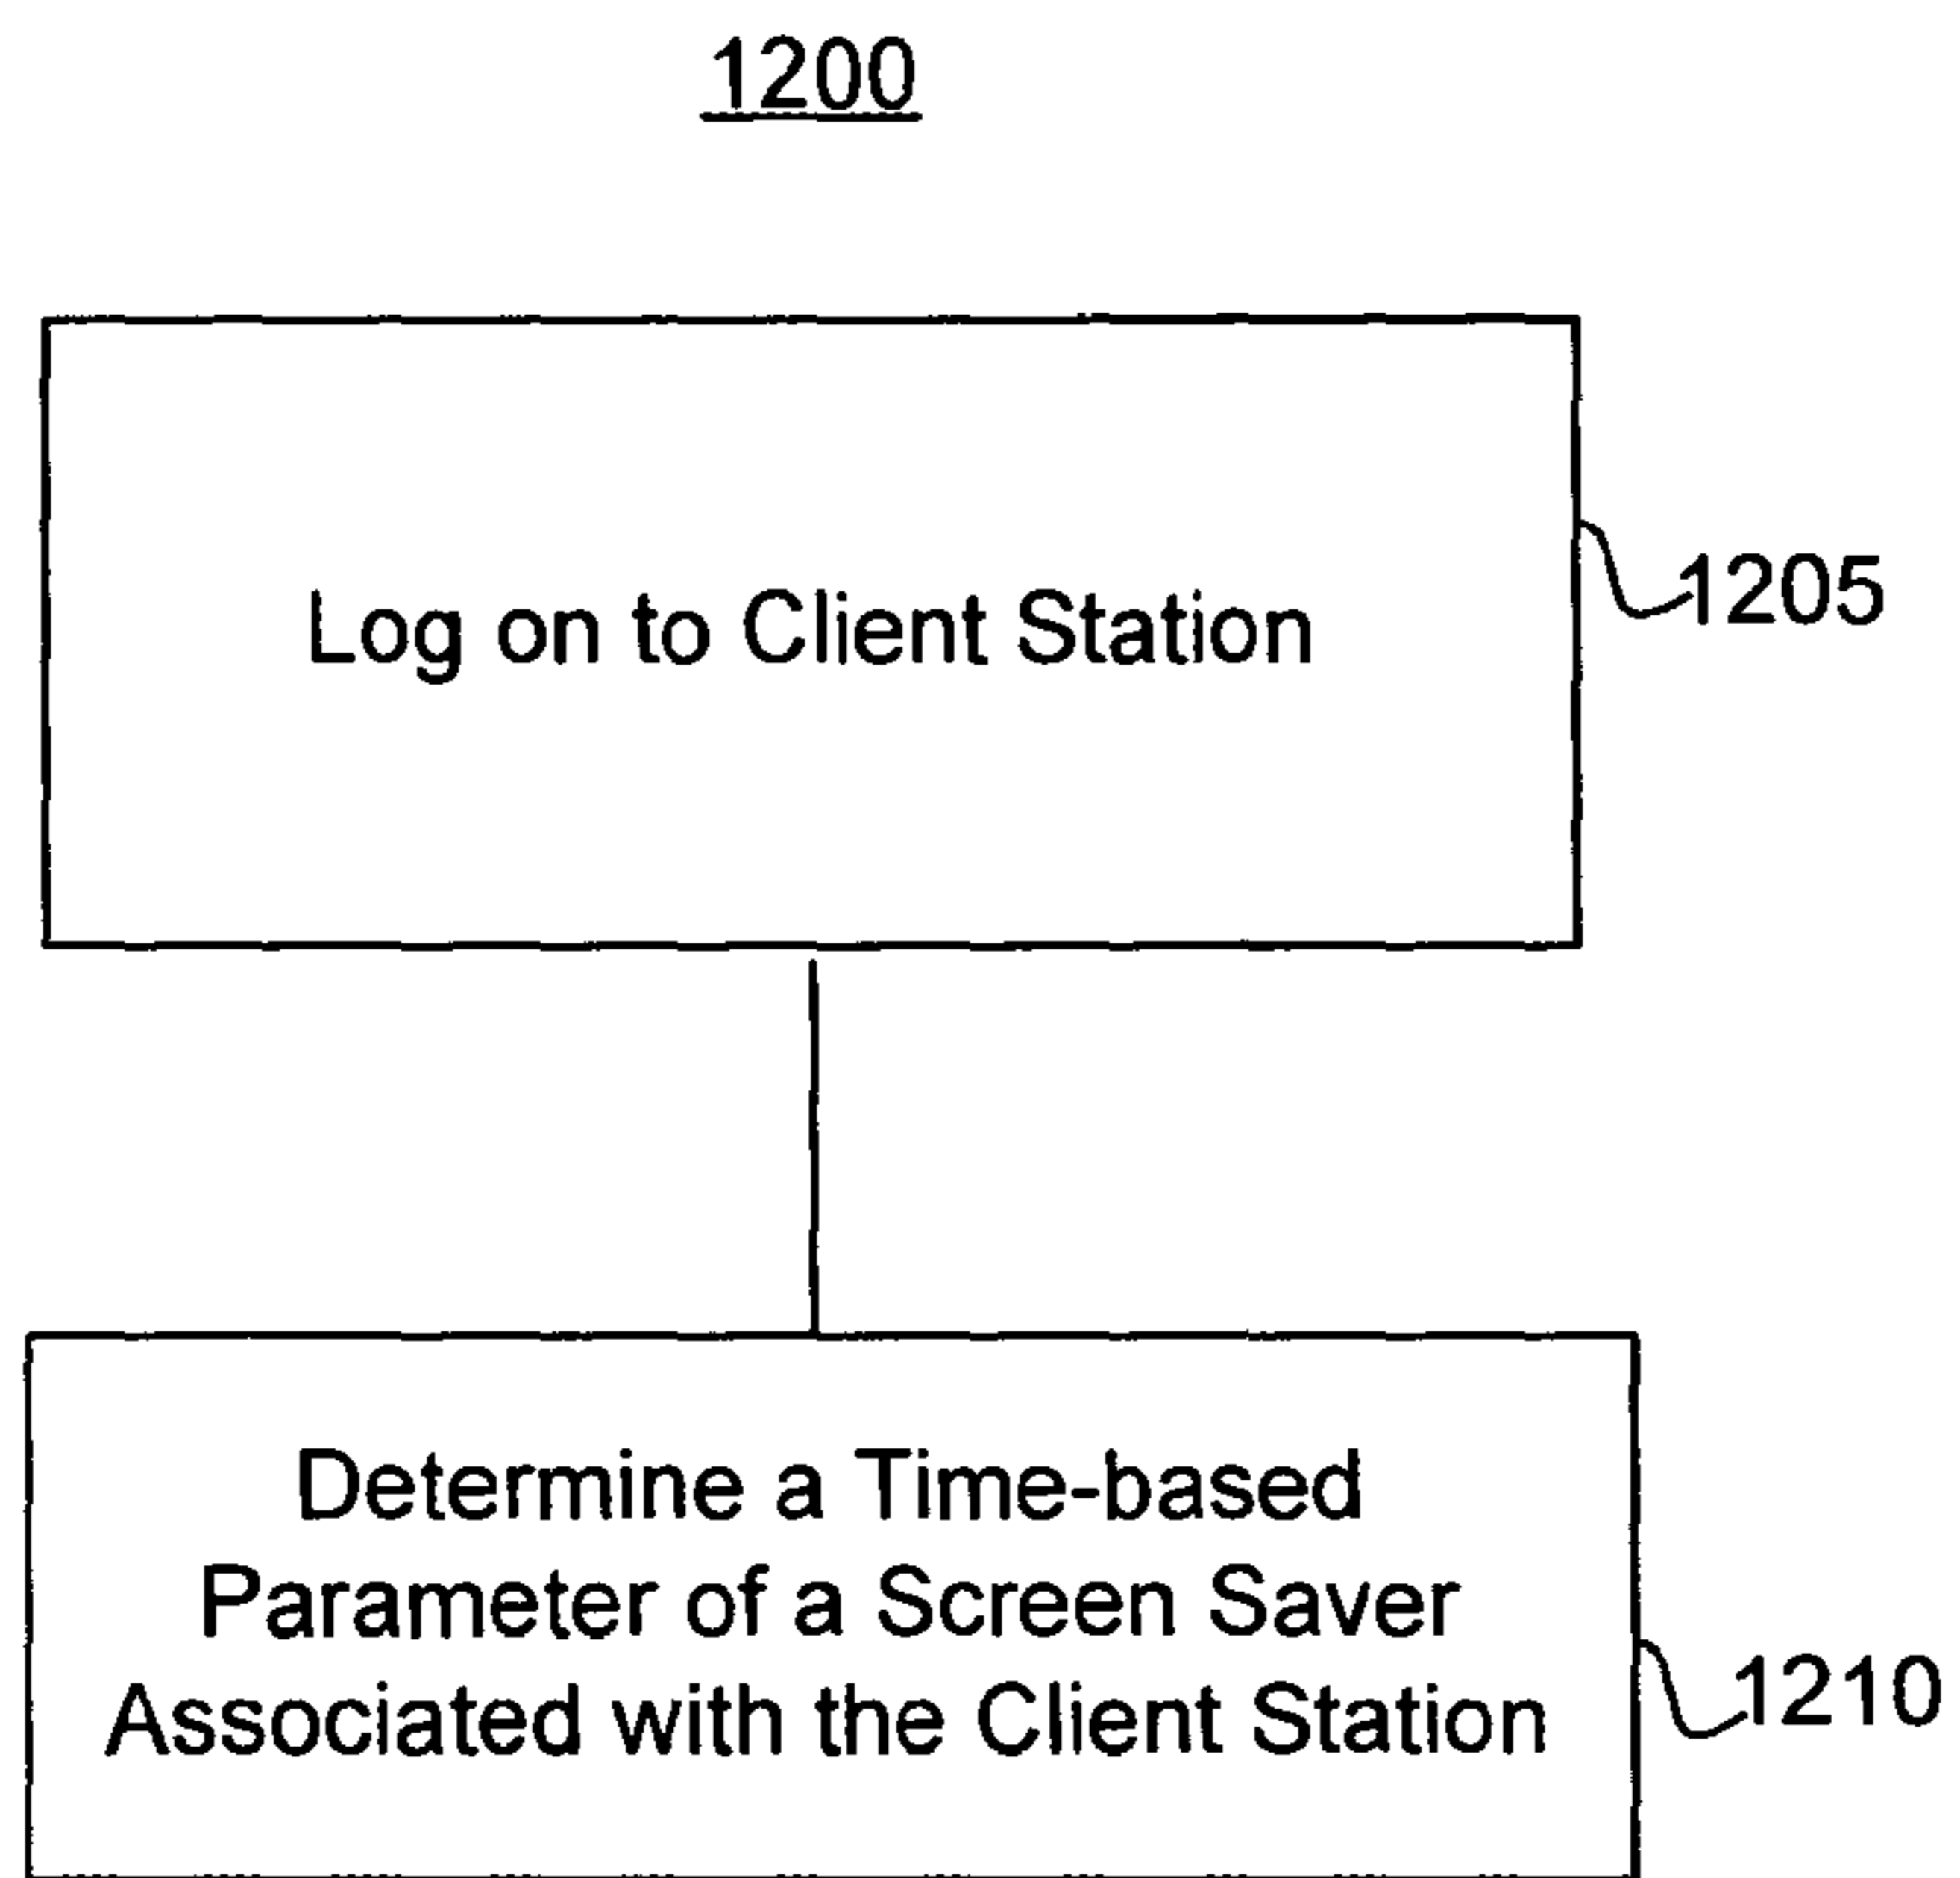 1200
Log on to Client Station
1205
Determine a Time-based
Parameter of a Screen Saver
Associated with the Client Station
1210